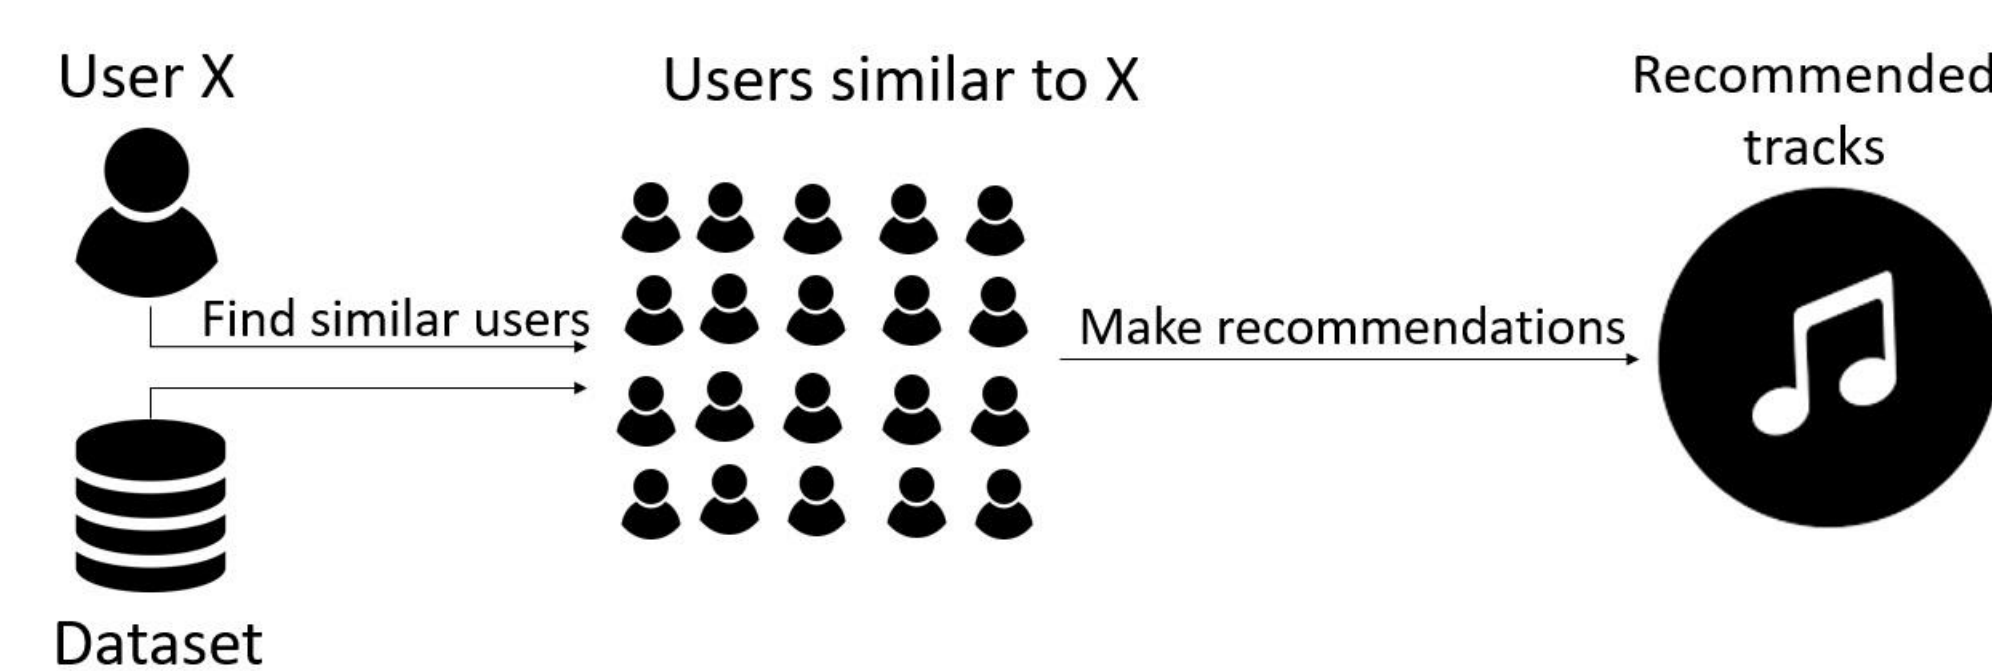 User X
Users similar to X
Recommended
tracks
Find similar users
Make recommendations
Dataset